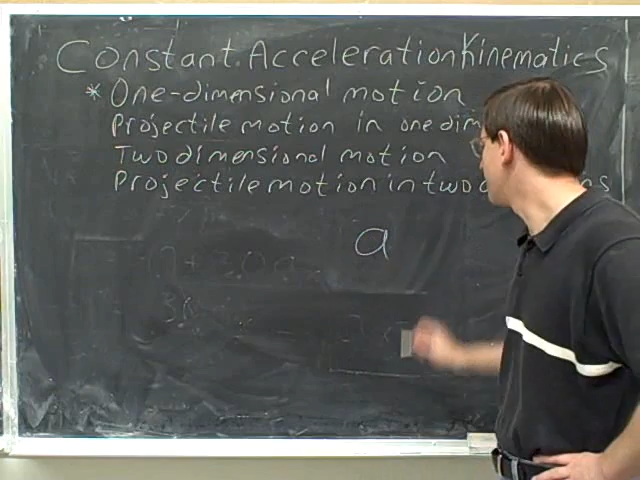 Constant Acceleration Kinematics
* One-dimensional motion
Projectile motion in one dim
Two dimensional motion
Projectile motion in two
a